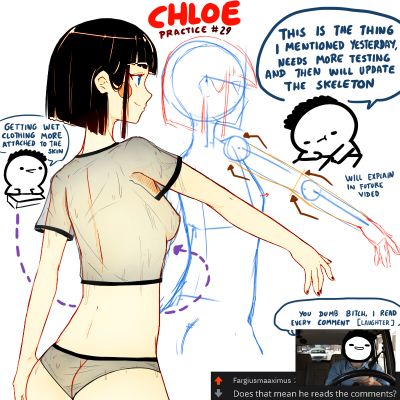 CHLOE
PRACTICE #29
THIS IS THE THING
I MENTIONED YESTERDAY,
NEEDS MORE TESTING
AND THEN WILL UPDATE
THE SKELETON
GETTING WET
CLOTHING MORE
ATTACHED TO THE
SKIN
WILL EXPLAIN
IN FUTURE
VIDEO
YOU DUMB BITCH, I READ
EVERY COMMENT [LAUGHTER]
Fargiusmaaximus
Does that mean he reads the comments?